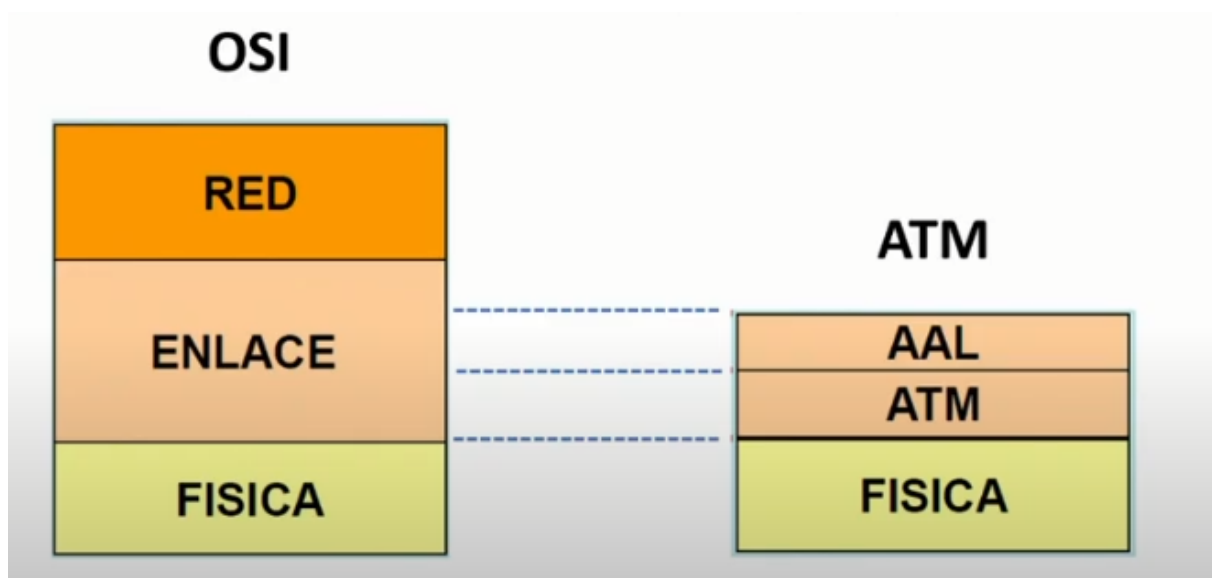 OSI
RED
ENLACE
FISICA
ATM
AAL
ATM
FISICA